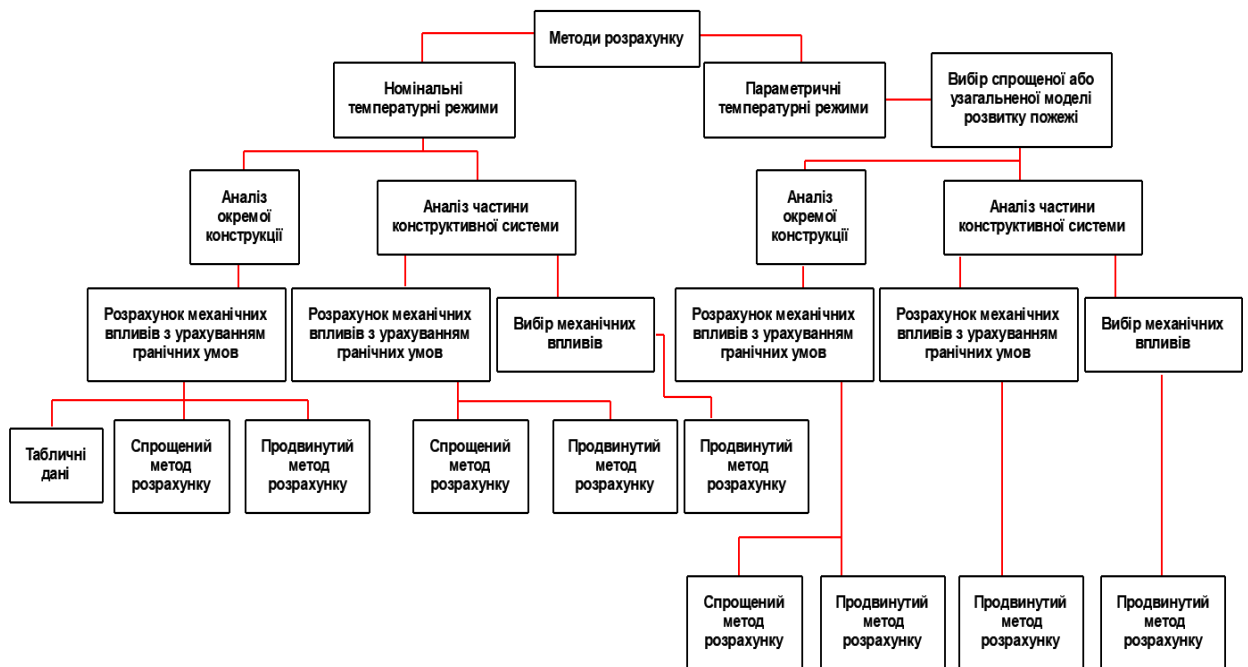 Методи розрахунку
Номінальні
температурні режими
Параметричні
температурні режими
Вибір спрощеної або
узагальненої моделі
розвитку пожежі
Аналіз
окремої
конструкції
Аналіз частини
конструктивної системи
Аналіз
окремої
конструкції
Аналіз частини
конструктивної системи
Розрахунок механічних
впливів з урахуванням
гранічних умов
Розрахунок механічних
впливів з урахуванням
гранічних умов
Вибір механічних
впливів
Розрахунок механічних
впливів з урахуванням
гранічних умов
Розрахунок механічних
впливів з урахуванням
гранічних умов
Вибір механічних
впливів
Табличні
дані
Спрощений
метод
розрахунку
Продвинутий
метод
розрахунку
Спрощений
метод
розрахунку
Продвинутий
метод
розрахунку
Продвинутий
метод
розрахунку
Спрощений
метод
розрахунку
Продвинутий
метод
розрахунку
Продвинутий
метод
розрахунку
Продвинутий
метод
розрахунку